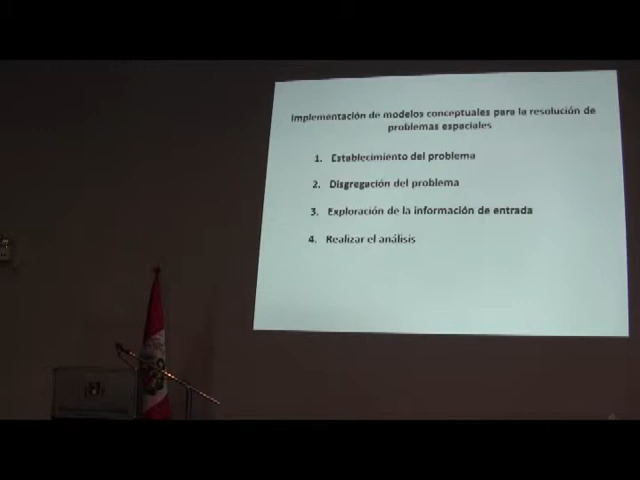 Implementación de modelos conceptuales para la resolución de
problemas espaciales
1. Establecimiento del problema
2. Disgregación del problema
3. Exploración de la información de entrada
4. Realizar el análisis